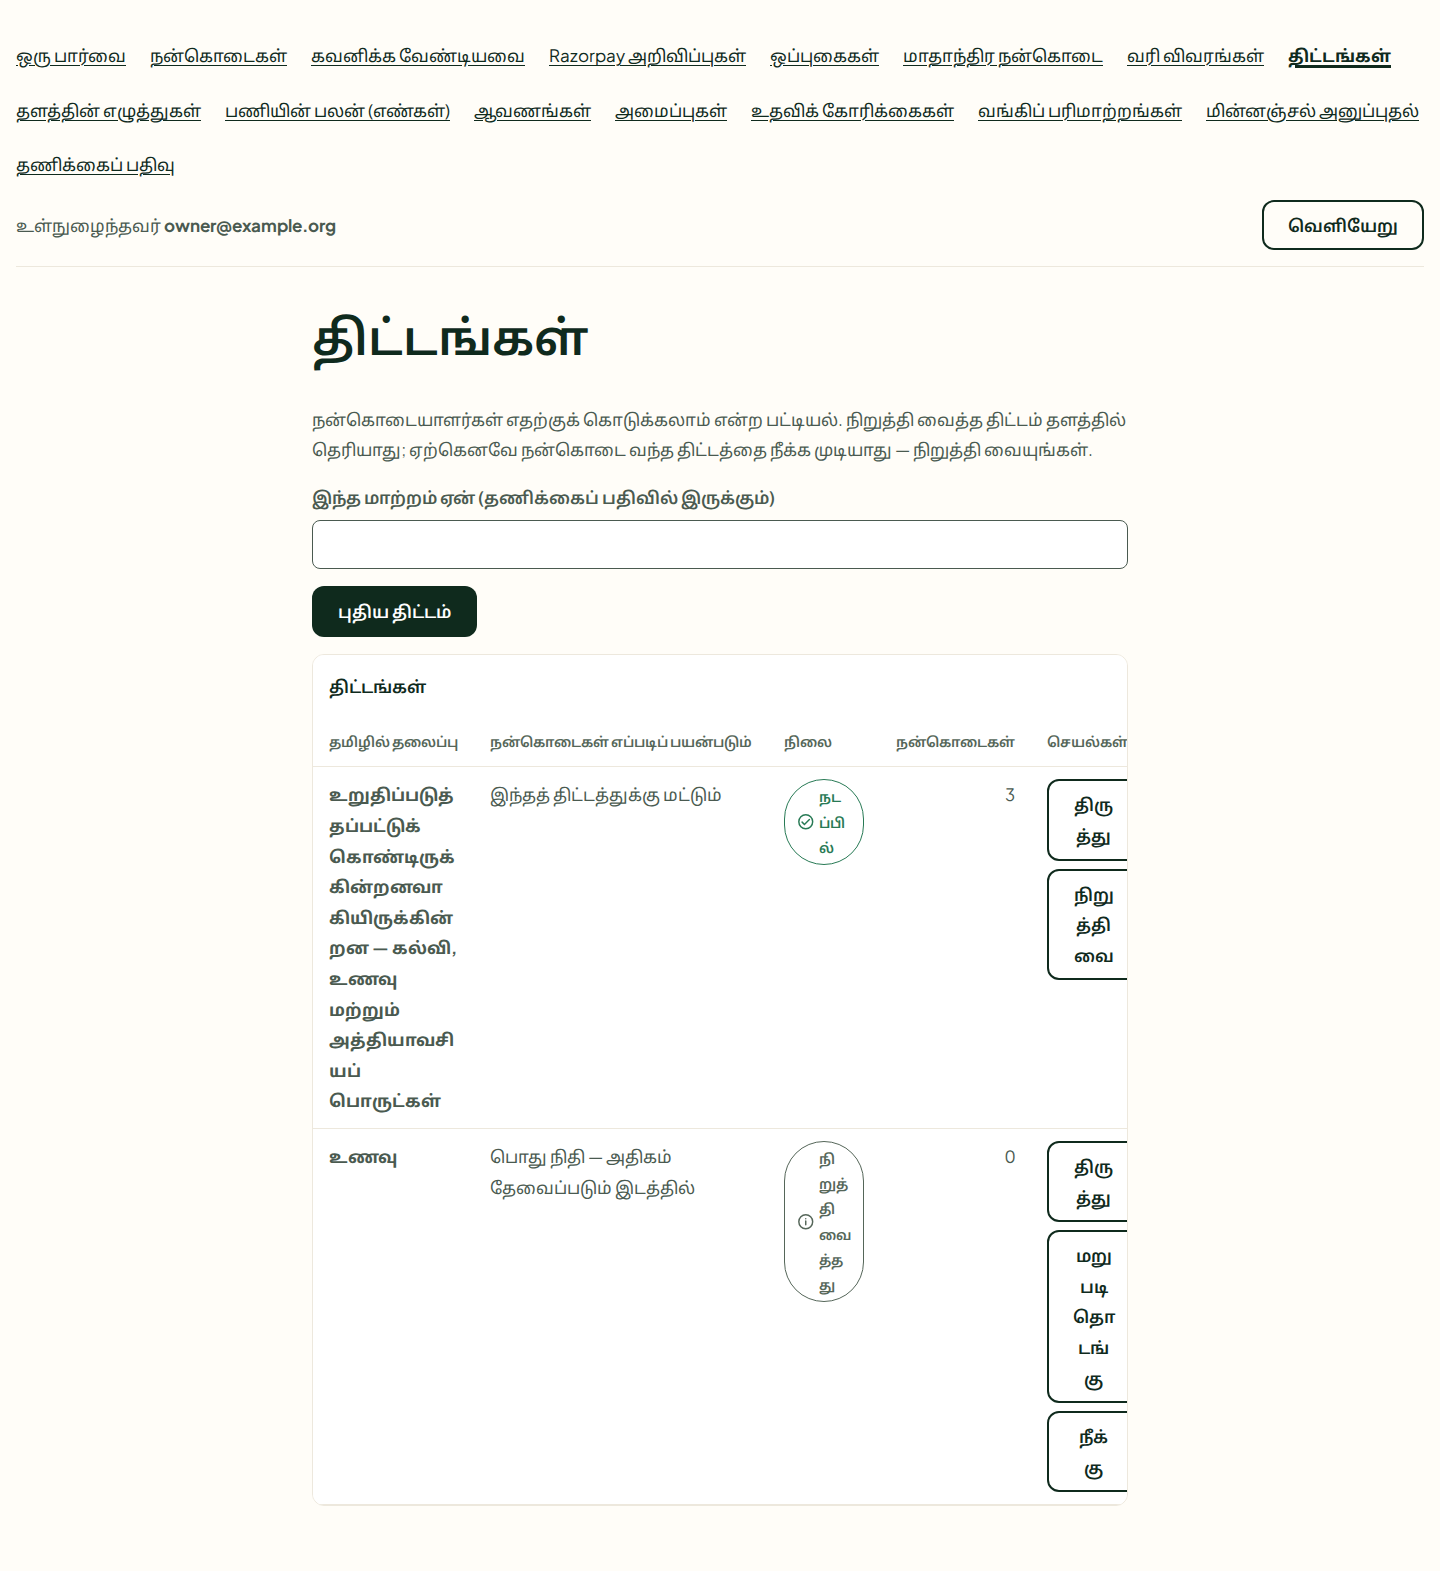 ஒரு பார்வை நன்கொடைகள் கவனிக்க வேண்டியவை Razorpay அறிவிப்புகள் ஒப்புகைகள் மாதாந்திர நன்கொடை வரி விவரங்கள் திட்டங்கள்
தளத்தின் எழுத்துகள் பணியின் பலன் (எண்கள்) ஆவணங்கள் அமைப்புகள் உதவிக் கோரிக்கைகள் வங்கிப் பரிமாற்றங்கள் மின்னஞ்சல் அனுப்புதல்
தணிக்கைப் பதிவு
உள்நுழைந்தவர் owner@example.org வெளியேறு
திட்டங்கள்
நன்கொடையாளர்கள் எதற்குக் கொடுக்கலாம் என்ற பட்டியல். நிறுத்தி வைத்த திட்டம் தளத்தில்
தெரியாது; ஏற்கெனவே நன்கொடை வந்த திட்டத்தை நீக்க முடியாது — நிறுத்தி வையுங்கள்.
இந்த மாற்றம் ஏன் (தணிக்கைப் பதிவில் இருக்கும்)
புதிய திட்டம்
திட்டங்கள்
தமிழில் தலைப்பு நன்கொடைகள் எப்படிப் பயன்படும் நிலை நன்கொடைகள் செயல்கள்
உறுதிப்படுத்
தப்பட்டுக்
கொண்டிருக்
கின்றனவா
கியிருக்கின்
றன — கல்வி,
உணவு
மற்றும்
அத்தியாவசி
யப்
பொருட்கள்
இந்தத் திட்டத்துக்கு மட்டும்
நட
ப்பி
ல்
3
திரு
த்து
நிறு
த்தி
வை
உணவு
பொது நிதி — அதிகம்
தேவைப்படும் இடத்தில்
நி
றுத்
தி
வை
த்த
து
0
திரு
த்து
மறு
படி
தொ
டங்
கு
நீக்
கு